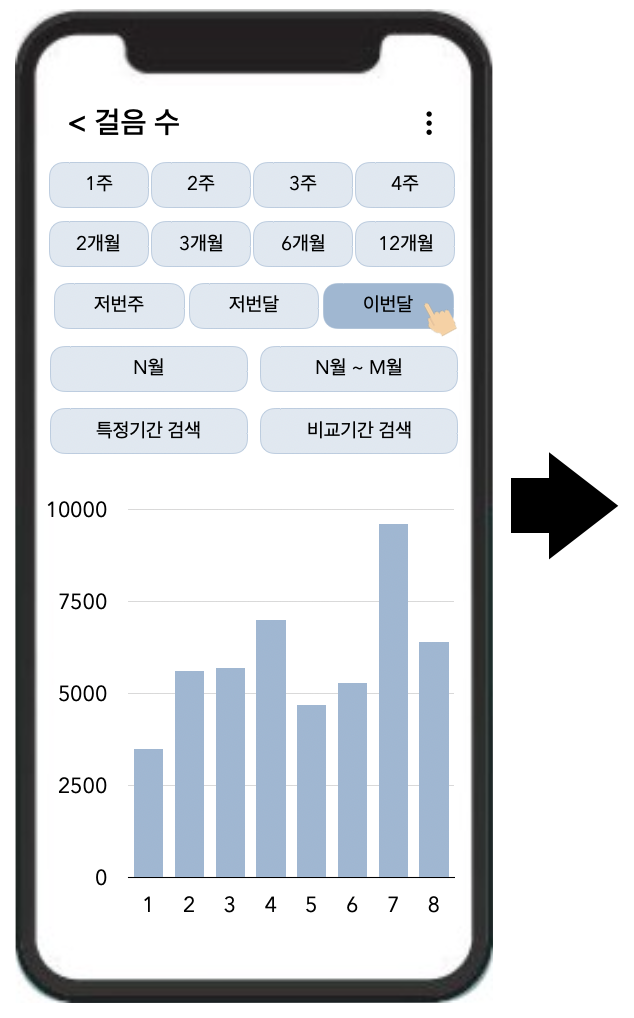 < 걸음 수
1주 2주 3주 4주
2개월 3개월 6개월 12개월
저번주 저번달 이번달
N월 N월 ~ M월
특정기간 검색 비교기간 검색
10000
7500
5000
2500
0
1 2 3 4 5 6 7 8